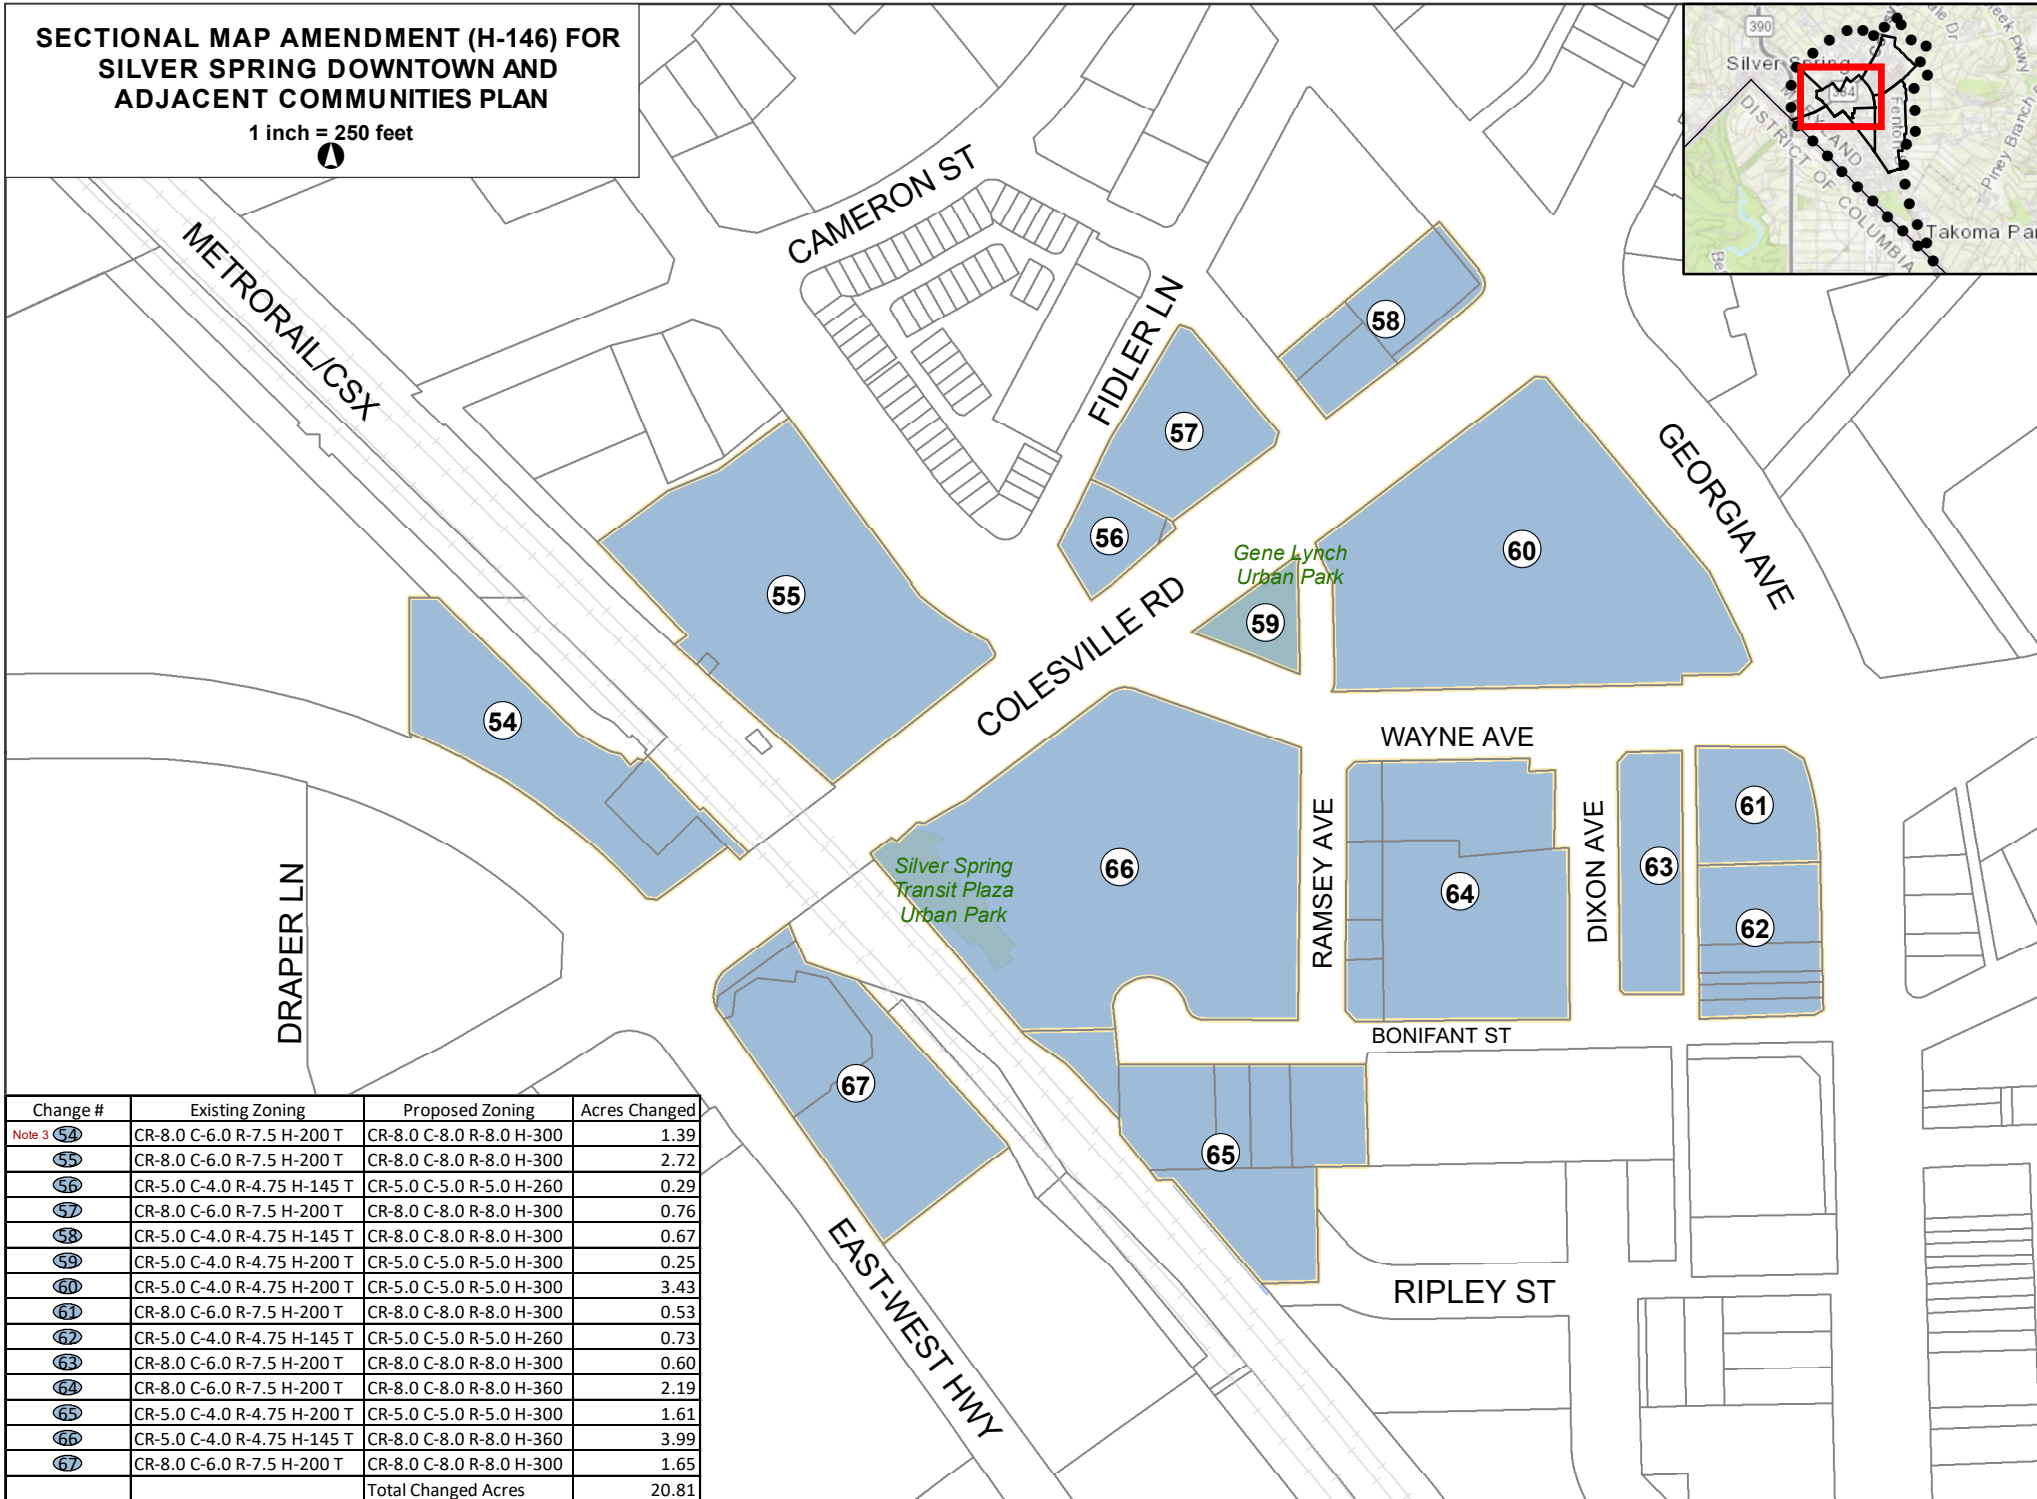 SECTIONAL MAP AMENDMENT (H-146) FOR
SILVER SPRING DOWNTOWN AND
ADJACENT COMMUNITIES PLAN
1 inch = 250 feet
390
Silver Spring
384
Fenton
MARYLAND
DISTRICT OF COLUMBIA
Piney Branch
Takoma Par
METRORAIL/CSX
CAMERON ST
FIDLER LN
GEORGIA AVE
COLESVILLE RD
Gene Lynch
Urban Park
WAYNE AVE
RAMSEY AVE
DIXON AVE
Silver Spring
Transit Plaza
Urban Park
DRAPER LN
BONIFANT ST
EAST-WEST HWY
RIPLEY ST
58
57
56
60
55
59
54
61
66
63
64
62
67
65
Change # Existing Zoning Proposed Zoning Acres Changed
Note 3 54 CR-8.0 C-6.0 R-7.5 H-200 T CR-8.0 C-8.0 R-8.0 H-300 1.39
55 CR-8.0 C-6.0 R-7.5 H-200 T CR-8.0 C-8.0 R-8.0 H-300 2.72
56 CR-5.0 C-4.0 R-4.75 H-145 T CR-5.0 C-5.0 R-5.0 H-260 0.29
57 CR-8.0 C-6.0 R-7.5 H-200 T CR-8.0 C-8.0 R-8.0 H-300 0.76
58 CR-5.0 C-4.0 R-4.75 H-145 T CR-8.0 C-8.0 R-8.0 H-300 0.67
59 CR-5.0 C-4.0 R-4.75 H-200 T CR-5.0 C-5.0 R-5.0 H-300 0.25
60 CR-5.0 C-4.0 R-4.75 H-200 T CR-5.0 C-5.0 R-5.0 H-300 3.43
61 CR-8.0 C-6.0 R-7.5 H-200 T CR-8.0 C-8.0 R-8.0 H-300 0.53
62 CR-5.0 C-4.0 R-4.75 H-145 T CR-5.0 C-5.0 R-5.0 H-260 0.73
63 CR-8.0 C-6.0 R-7.5 H-200 T CR-8.0 C-8.0 R-8.0 H-300 0.60
64 CR-8.0 C-6.0 R-7.5 H-200 T CR-8.0 C-8.0 R-8.0 H-360 2.19
65 CR-5.0 C-4.0 R-4.75 H-200 T CR-5.0 C-5.0 R-5.0 H-300 1.61
66 CR-5.0 C-4.0 R-4.75 H-145 T CR-8.0 C-8.0 R-8.0 H-360 3.99
67 CR-8.0 C-6.0 R-7.5 H-200 T CR-8.0 C-8.0 R-8.0 H-300 1.65
Total Changed Acres 20.81